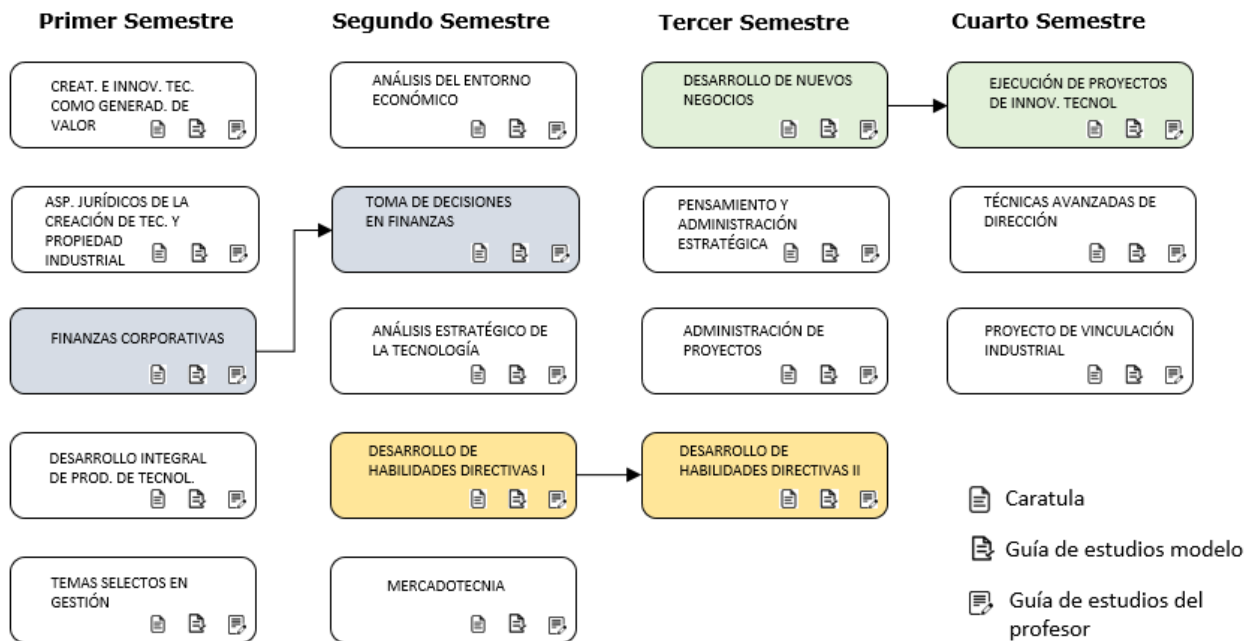 Primer Semestre
Segundo Semestre
Tercer Semestre
Cuarto Semestre
CREAT. E INNOV. TEC.
COMO GENERAD. DE
VALOR
ANÁLISIS DEL ENTORNO
ECONÓMICO
DESARROLLO DE NUEVOS
NEGOCIOS
EJECUCIÓN DE PROYECTOS
DE INNOV. TECNOL
ASP. JURÍDICOS DE LA
CREACIÓN DE TEC. Y
PROPIEDAD
INDUSTRIAL
TOMA DE DECISIONES
EN FINANZAS
PENSAMIENTO Y
ADMINISTRACIÓN
ESTRATÉGICA
TÉCNICAS AVANZADAS DE
DIRECCIÓN
FINANZAS CORPORATIVAS
ANÁLISIS ESTRATÉGICO DE
LA TECNOLOGÍA
ADMINISTRACIÓN DE
PROYECTOS
PROYECTO DE VINCULACIÓN
INDUSTRIAL
DESARROLLO INTEGRAL
DE PROD. DE TECNOL.
DESARROLLO DE
HABILIDADES DIRECTIVAS I
DESARROLLO DE
HABILIDADES DIRECTIVAS II
TEMAS SELECTOS EN
GESTIÓN
MERCADOTECNIA
Caratula
Guía de estudios modelo
Guía de estudios del
profesor